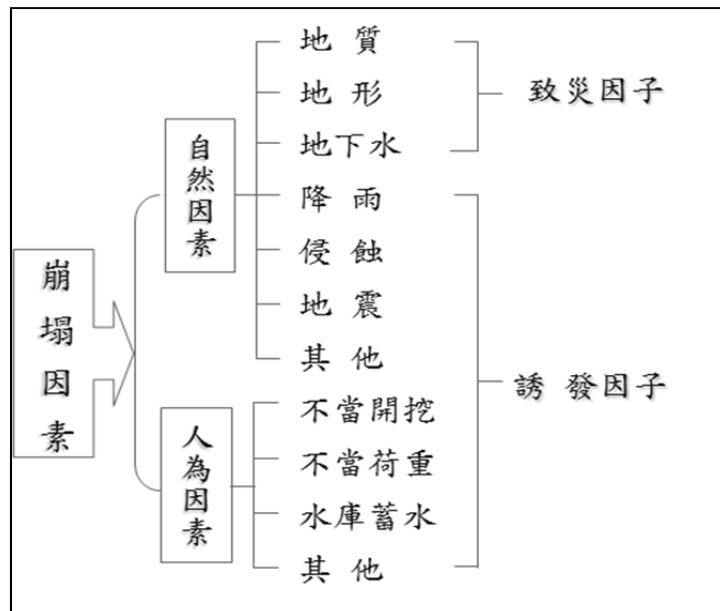 崩塌因素
自然因素
地質
地形
地下水
降雨
侵蝕
地震
其他
致災因子
人為因素
不當開挖
不當荷重
水庫蓄水
其他
誘發因子